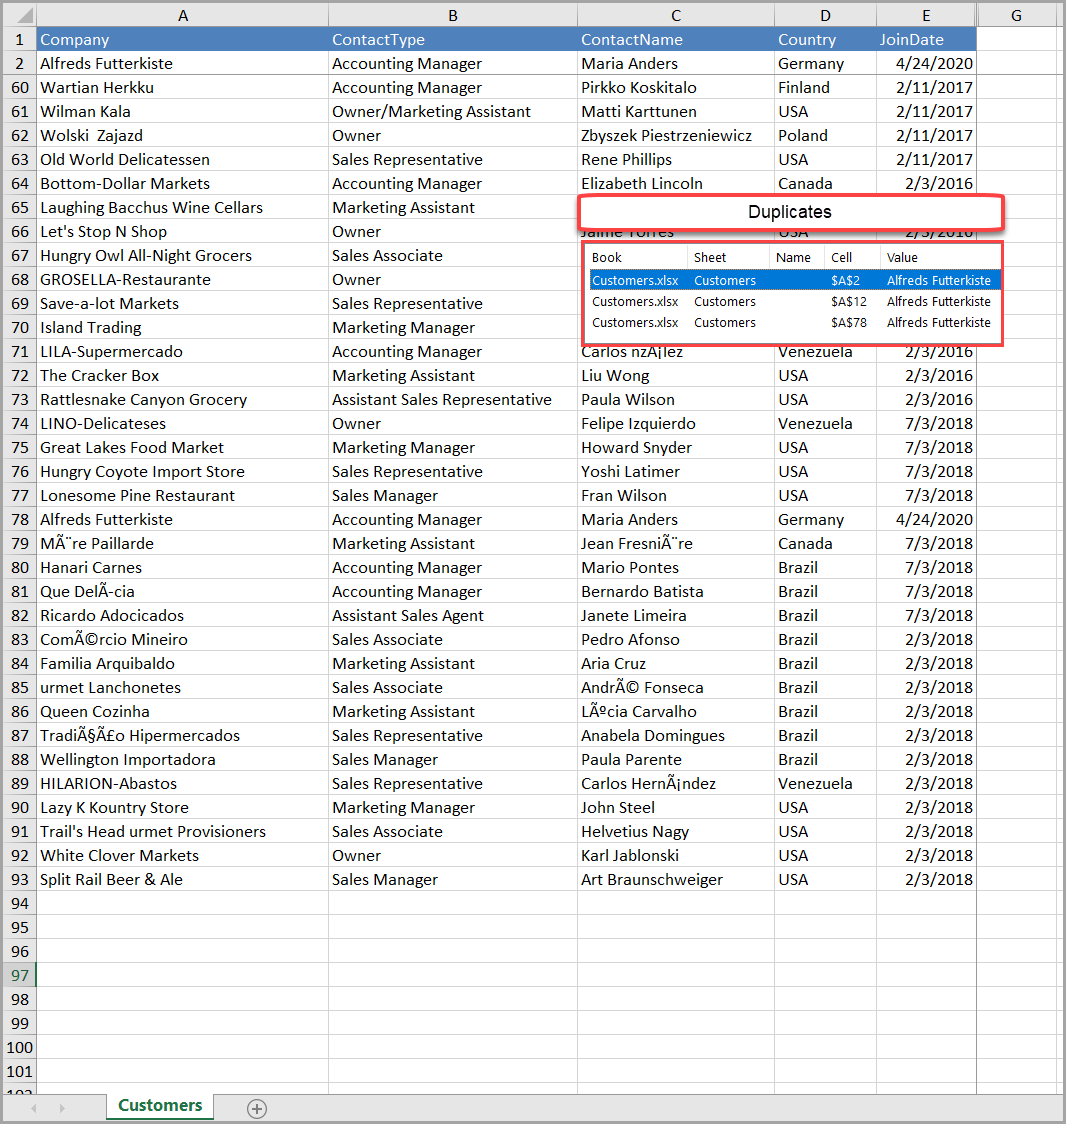 A B C D E G
1 Company ContactType ContactName Country JoinDate
2 Alfreds Futterkiste Accounting Manager Maria Anders Germany 4/24/2020
60 Wartian Herkku Accounting Manager Pirkko Koskitalo Finland 2/11/2017
61 Wilman Kala Owner/Marketing Assistant Matti Karttunen USA 2/11/2017
62 Wolski  Zajazd Owner Zbyszek Piestrzeniewicz Poland 2/11/2017
63 Old World Delicatessen Sales Representative Rene Phillips USA 2/11/2017
64 Bottom-Dollar Markets Accounting Manager Elizabeth Lincoln Canada 2/3/2016
65 Laughing Bacchus Wine Cellars Marketing Assistant
Duplicates
66 Let's Stop N Shop Owner Jaime Torres USA 2/3/2016
67 Hungry Owl All-Night Grocers Sales Associate
Book Sheet Name Cell Value
68 GROSELLA-Restaurante Owner
Customers.xlsx Customers $A$2 Alfreds Futterkiste
69 Save-a-lot Markets Sales Representative
Customers.xlsx Customers $A$12 Alfreds Futterkiste
70 Island Trading Marketing Manager
Customers.xlsx Customers $A$78 Alfreds Futterkiste
71 LILA-Supermercado Accounting Manager Carlos nzÃ¡lez Venezuela 2/3/2016
72 The Cracker Box Marketing Assistant Liu Wong USA 2/3/2016
73 Rattlesnake Canyon Grocery Assistant Sales Representative Paula Wilson USA 2/3/2016
74 LINO-Delicateses Owner Felipe Izquierdo Venezuela 7/3/2018
75 Great Lakes Food Market Marketing Manager Howard Snyder USA 7/3/2018
76 Hungry Coyote Import Store Sales Representative Yoshi Latimer USA 7/3/2018
77 Lonesome Pine Restaurant Sales Manager Fran Wilson USA 7/3/2018
78 Alfreds Futterkiste Accounting Manager Maria Anders Germany 4/24/2020
79 MÃ¨re Paillarde Marketing Assistant Jean FresniÃ¨re Canada 7/3/2018
80 Hanari Carnes Accounting Manager Mario Pontes Brazil 7/3/2018
81 Que DelÃ-cia Accounting Manager Bernardo Batista Brazil 7/3/2018
82 Ricardo Adocicados Assistant Sales Agent Janete Limeira Brazil 7/3/2018
83 ComÃ©rcio Mineiro Sales Associate Pedro Afonso Brazil 2/3/2018
84 Familia Arquibaldo Marketing Assistant Aria Cruz Brazil 2/3/2018
85 urmet Lanchonetes Sales Associate AndrÃ© Fonseca Brazil 2/3/2018
86 Queen Cozinha Marketing Assistant LÃºcia Carvalho Brazil 2/3/2018
87 TradiÃ§Ã£o Hipermercados Sales Representative Anabela Domingues Brazil 2/3/2018
88 Wellington Importadora Sales Manager Paula Parente Brazil 2/3/2018
89 HILARION-Abastos Sales Representative Carlos HernÃ¡ndez Venezuela 2/3/2018
90 Lazy K Kountry Store Marketing Manager John Steel USA 2/3/2018
91 Trail's Head urmet Provisioners Sales Associate Helvetius Nagy USA 2/3/2018
92 White Clover Markets Owner Karl Jablonski USA 2/3/2018
93 Split Rail Beer & Ale Sales Manager Art Braunschweiger USA 2/3/2018
94
95
96
97
98
99
100
101
102
Customers